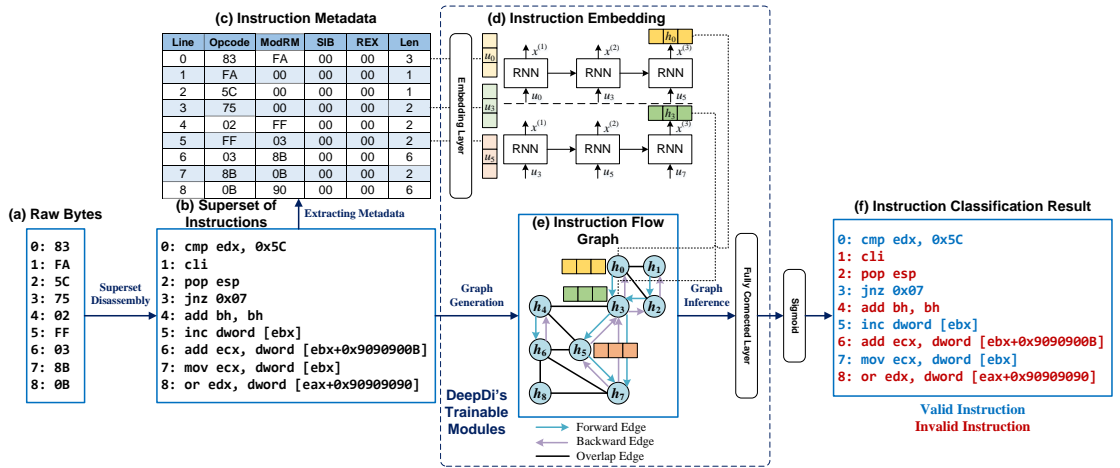 (c) Instruction Metadata
Line Opcode ModRM SIB REX Len
0 83 FA 00 00 3
1 FA 00 00 00 1
2 5C 00 00 00 1
3 75 00 00 00 2
4 02 FF 00 00 2
5 FF 03 00 00 2
6 03 8B 00 00 6
7 8B 0B 00 00 2
8 0B 90 00 00 6
(d) Instruction Embedding
Embedding Layer
u0
u3
u5
h0
x(1) x(2) x(3)
RNN RNN RNN
u0 u3 u5
h3
x(1) x(2) x(3)
RNN RNN RNN
u3 u5 u7
(a) Raw Bytes
0: 83
1: FA
2: 5C
3: 75
4: 02
5: FF
6: 03
7: 8B
8: 0B
Superset
Disassembly
(b) Superset of
Instructions
Extracting Metadata
0: cmp edx, 0x5C
1: cli
2: pop esp
3: jnz 0x07
4: add bh, bh
5: inc dword [ebx]
6: add ecx, dword [ebx+0x9090900B]
7: mov ecx, dword [ebx]
8: or edx, dword [eax+0x90909090]
Graph
Generation
DeepDi's
Trainable
Modules
(e) Instruction Flow
Graph
h0 h1
h4 h3 h2
h6 h5
h8 h7
Forward Edge
Backward Edge
Overlap Edge
Graph
Inference
Fully Connected Layer
Sigmoid
(f) Instruction Classification Result
0: cmp edx, 0x5C
1: cli
2: pop esp
3: jnz 0x07
4: add bh, bh
5: inc dword [ebx]
6: add ecx, dword [ebx+0x9090900B]
7: mov ecx, dword [ebx]
8: or edx, dword [eax+0x90909090]
Valid Instruction
Invalid Instruction